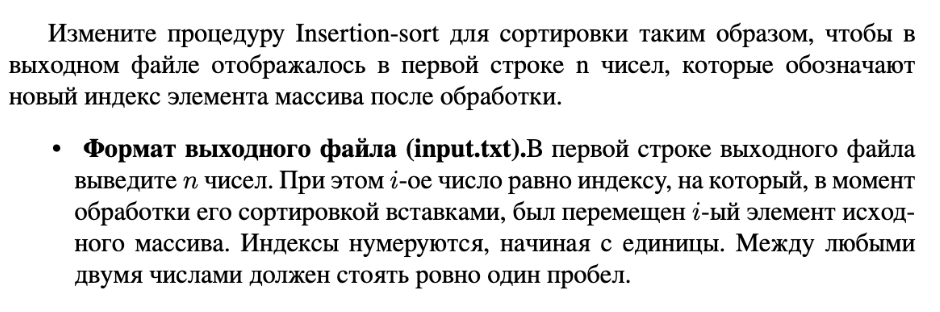 Измените процедуру Insertion-sort для сортировки таким образом, чтобы в
выходном файле отображалось в первой строке n чисел, которые обозначают
новый индекс элемента массива после обработки.
• Формат выходного файла (input.txt).В первой строке выходного файла
выведите n чисел. При этом i-ое число равно индексу, на который, в момент
обработки его сортировкой вставками, был перемещен i-ый элемент исход-
ного массива. Индексы нумеруются, начиная с единицы. Между любыми
двумя числами должен стоять ровно один пробел.